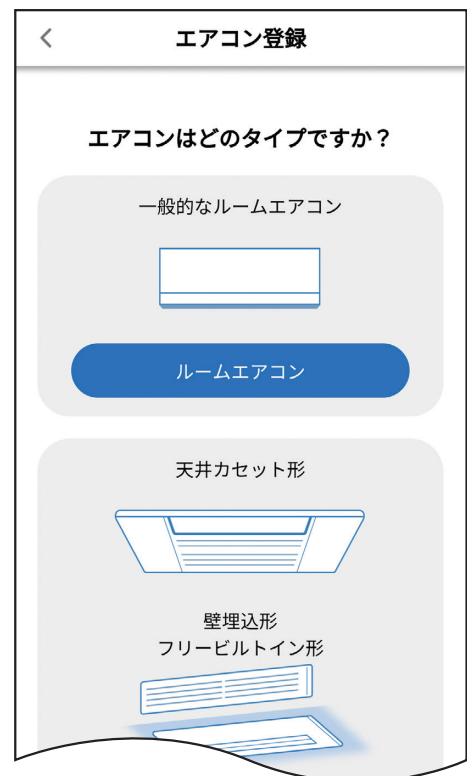 エアコン登録
エアコンはどのタイプですか？
一般的なルームエアコン
ルームエアコン
天井カセット形
壁埋込形
フリービルトイン形